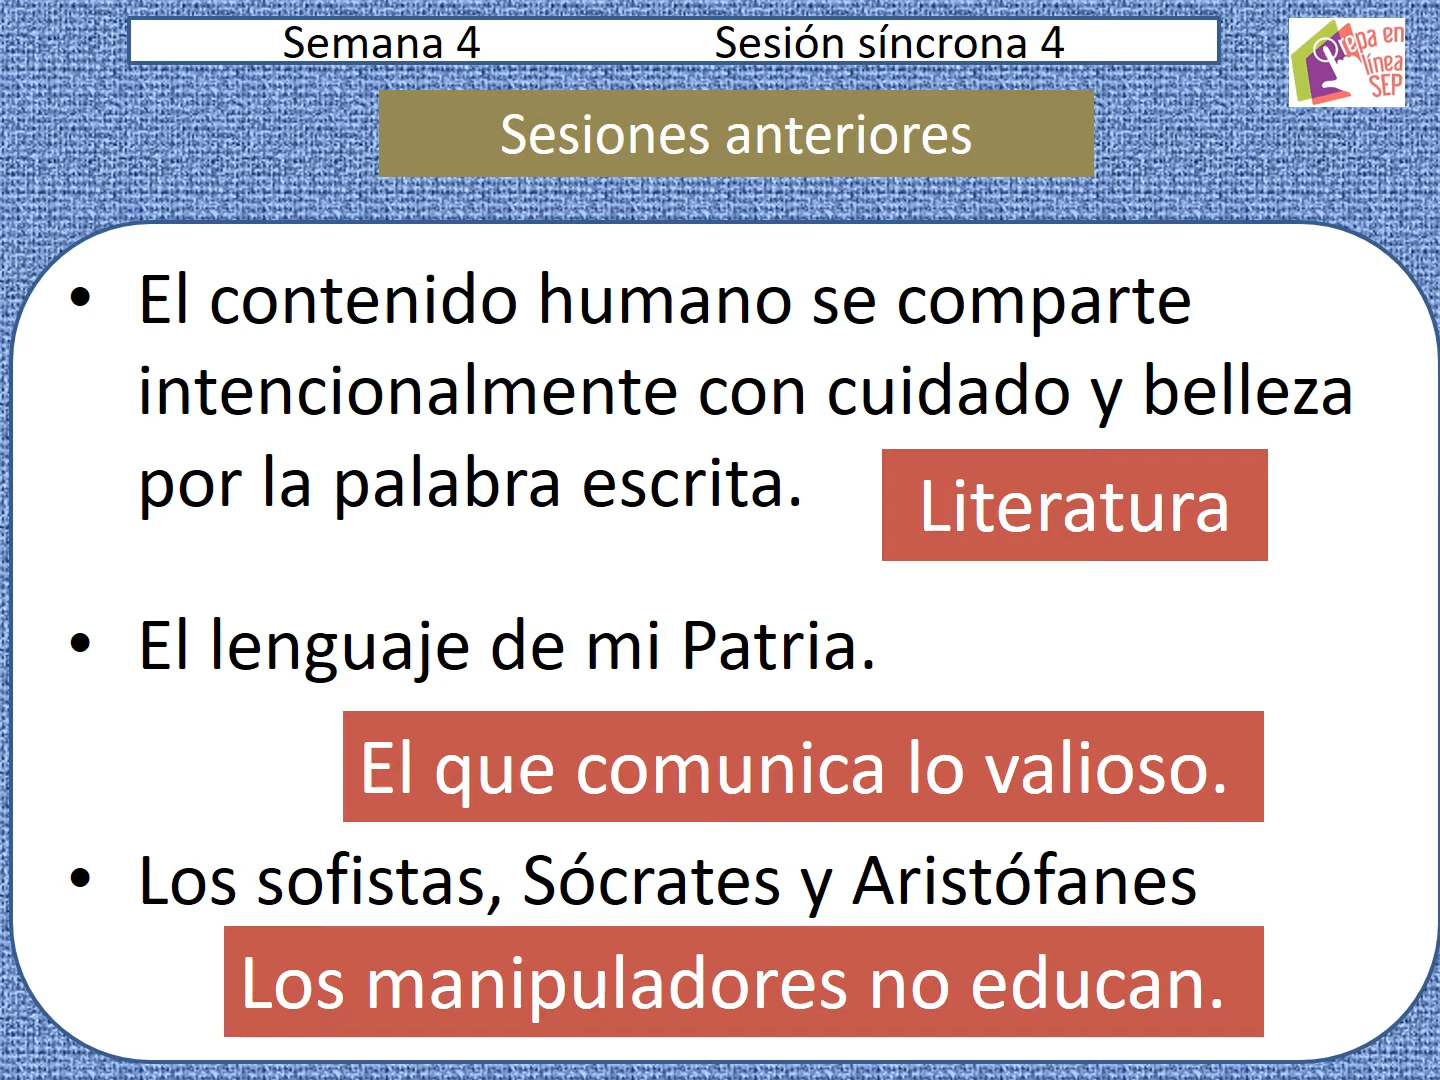 Semana 4 Sesión síncrona 4
Prepa en
línea
SEP
Sesiones anteriores
• El contenido humano se comparte
intencionalmente con cuidado y belleza
por la palabra escrita.
Literatura
• El lenguaje de mi Patria.
El que comunica lo valioso.
• Los sofistas, Sócrates y Aristófanes
Los manipuladores no educan.